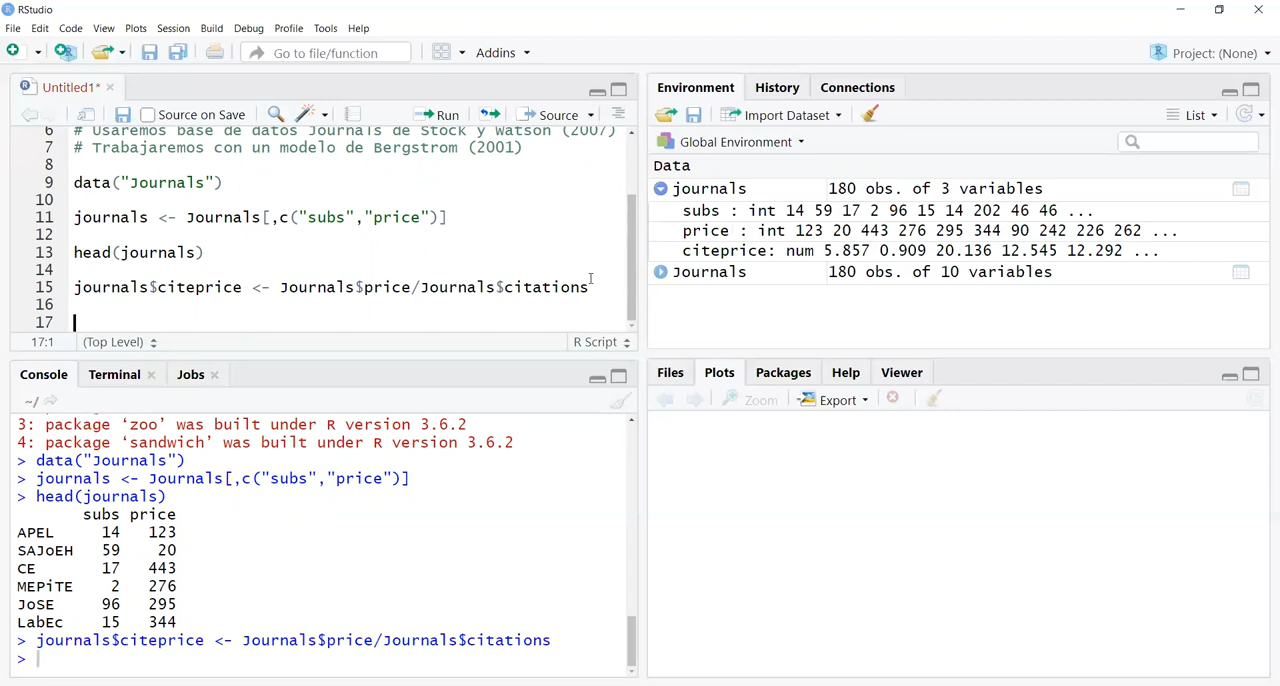 RStudio
File Edit Code View Plots Session Build Debug Profile Tools Help
Go to file/function Addins Project: (None)
Untitled1*
Source on Save Run Source
6 # Usaremos base de datos Journals de Stock y Watson (2007)
7 # Trabajaremos con un modelo de Bergstrom (2001)
8
9 data("Journals")
10
11 journals <- Journals[,c("subs","price")]
12
13 head(journals)
14
15 journals$citeprice <- Journals$price/Journals$citations
16
17
17:1 (Top Level) R Script
Console Terminal Jobs
~/
3: package ‘zoo’ was built under R version 3.6.2
4: package ‘sandwich’ was built under R version 3.6.2
> data("Journals")
> journals <- Journals[,c("subs","price")]
> head(journals)
subs price
APEL 14 123
SAJoEH 59 20
CE 17 443
MEPiTE 2 276
JoSE 96 295
LabEc 15 344
> journals$citeprice <- Journals$price/Journals$citations
>
Environment History Connections
Import Dataset List
Global Environment
Data
journals 180 obs. of 3 variables
subs : int 14 59 17 2 96 15 14 202 46 46 ...
price : int 123 20 443 276 295 344 90 242 226 262 ...
citeprice: num 5.857 0.909 20.136 12.545 12.292 ...
Journals 180 obs. of 10 variables
Files Plots Packages Help Viewer
Zoom Export